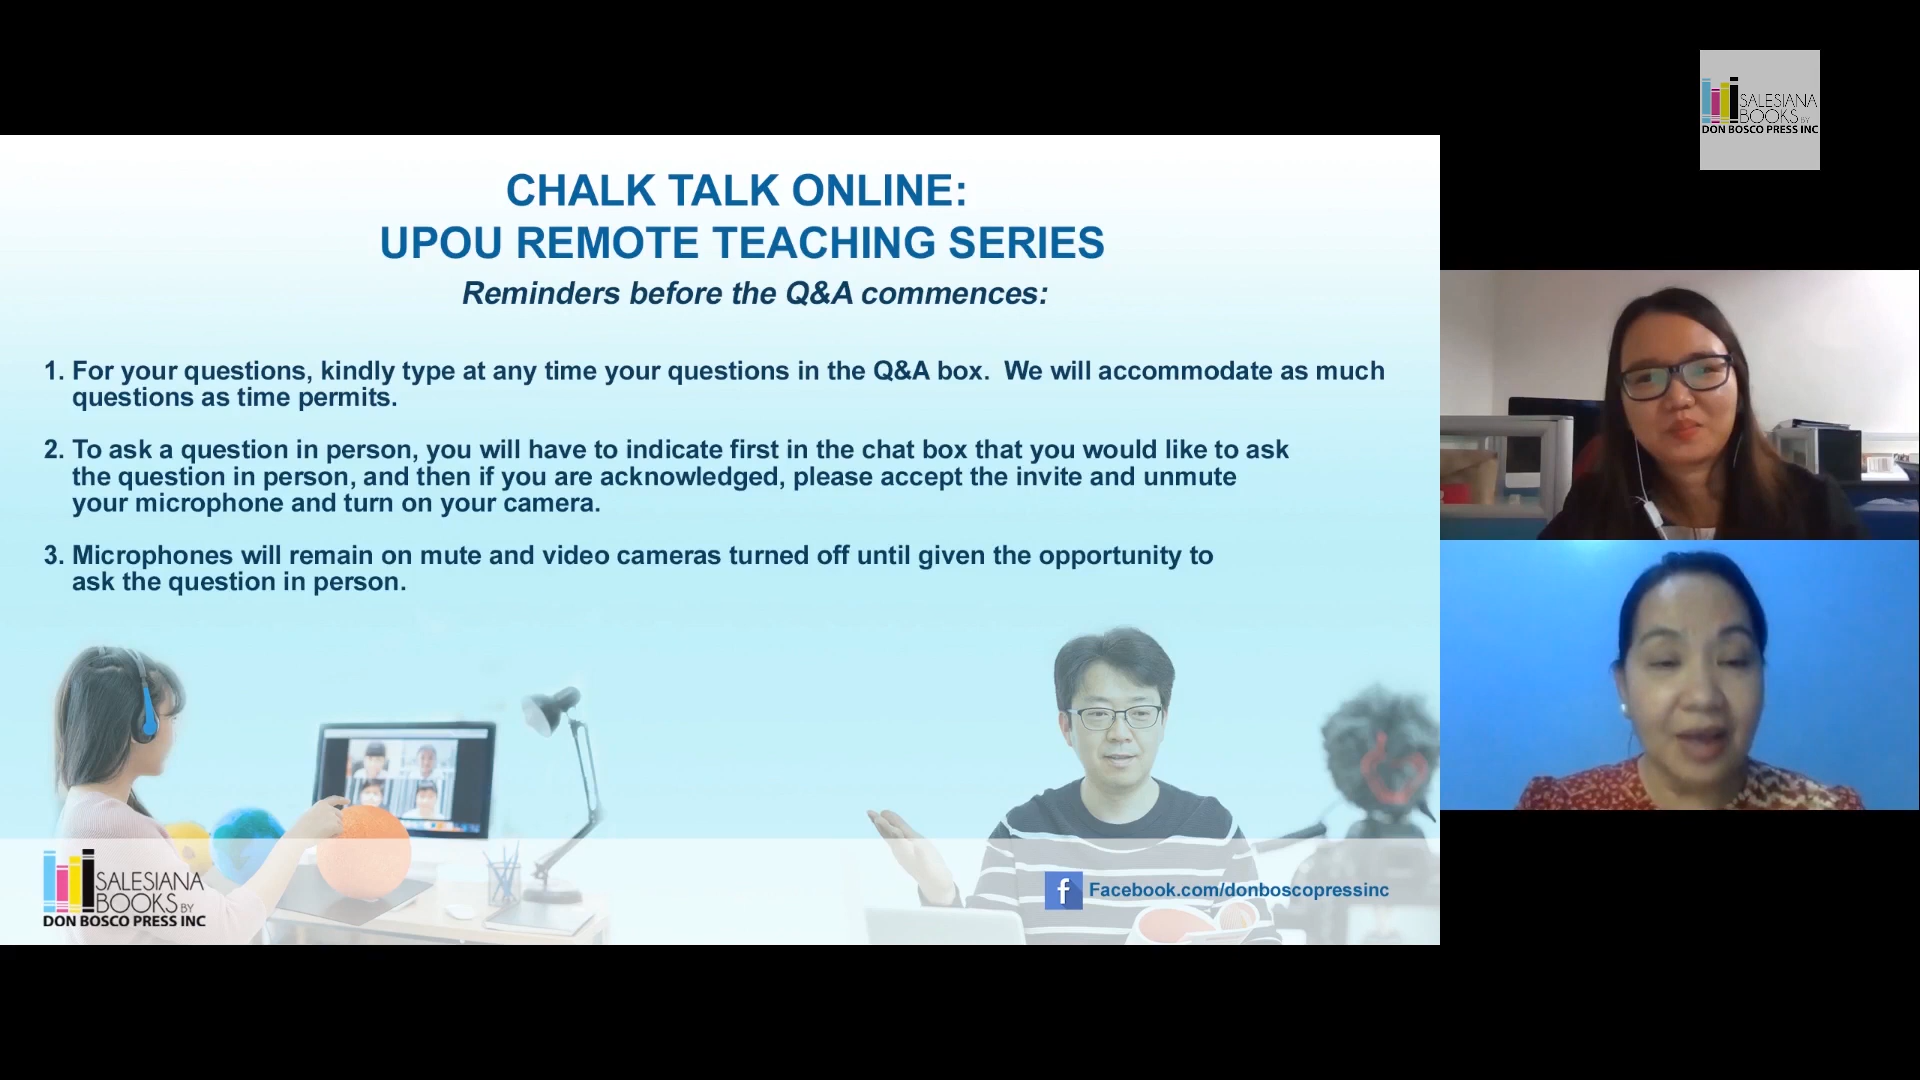 SALESIANA
BOOKS BY
DON BOSCO PRESS INC
CHALK TALK ONLINE:
UPOU REMOTE TEACHING SERIES
Reminders before the Q&A commences:
1. For your questions, kindly type at any time your questions in the Q&A box.  We will accommodate as much
questions as time permits.
2. To ask a question in person, you will have to indicate first in the chat box that you would like to ask
the question in person, and then if you are acknowledged, please accept the invite and unmute
your microphone and turn on your camera.
3. Microphones will remain on mute and video cameras turned off until given the opportunity to
ask the question in person.
SALESIANA
BOOKS BY
DON BOSCO PRESS INC
f Facebook.com/donboscopressinc